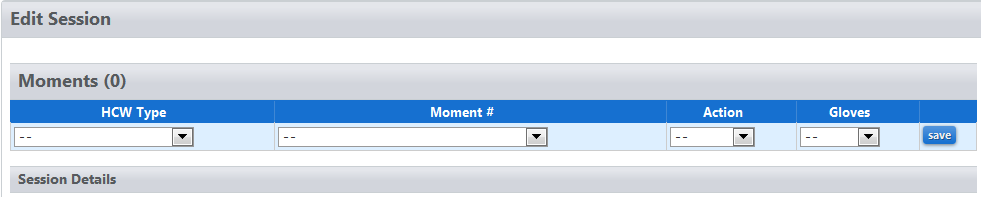 Edit Session
Moments (0)
HCW Type Moment # Action Gloves
-- -- -- -- save
Session Details